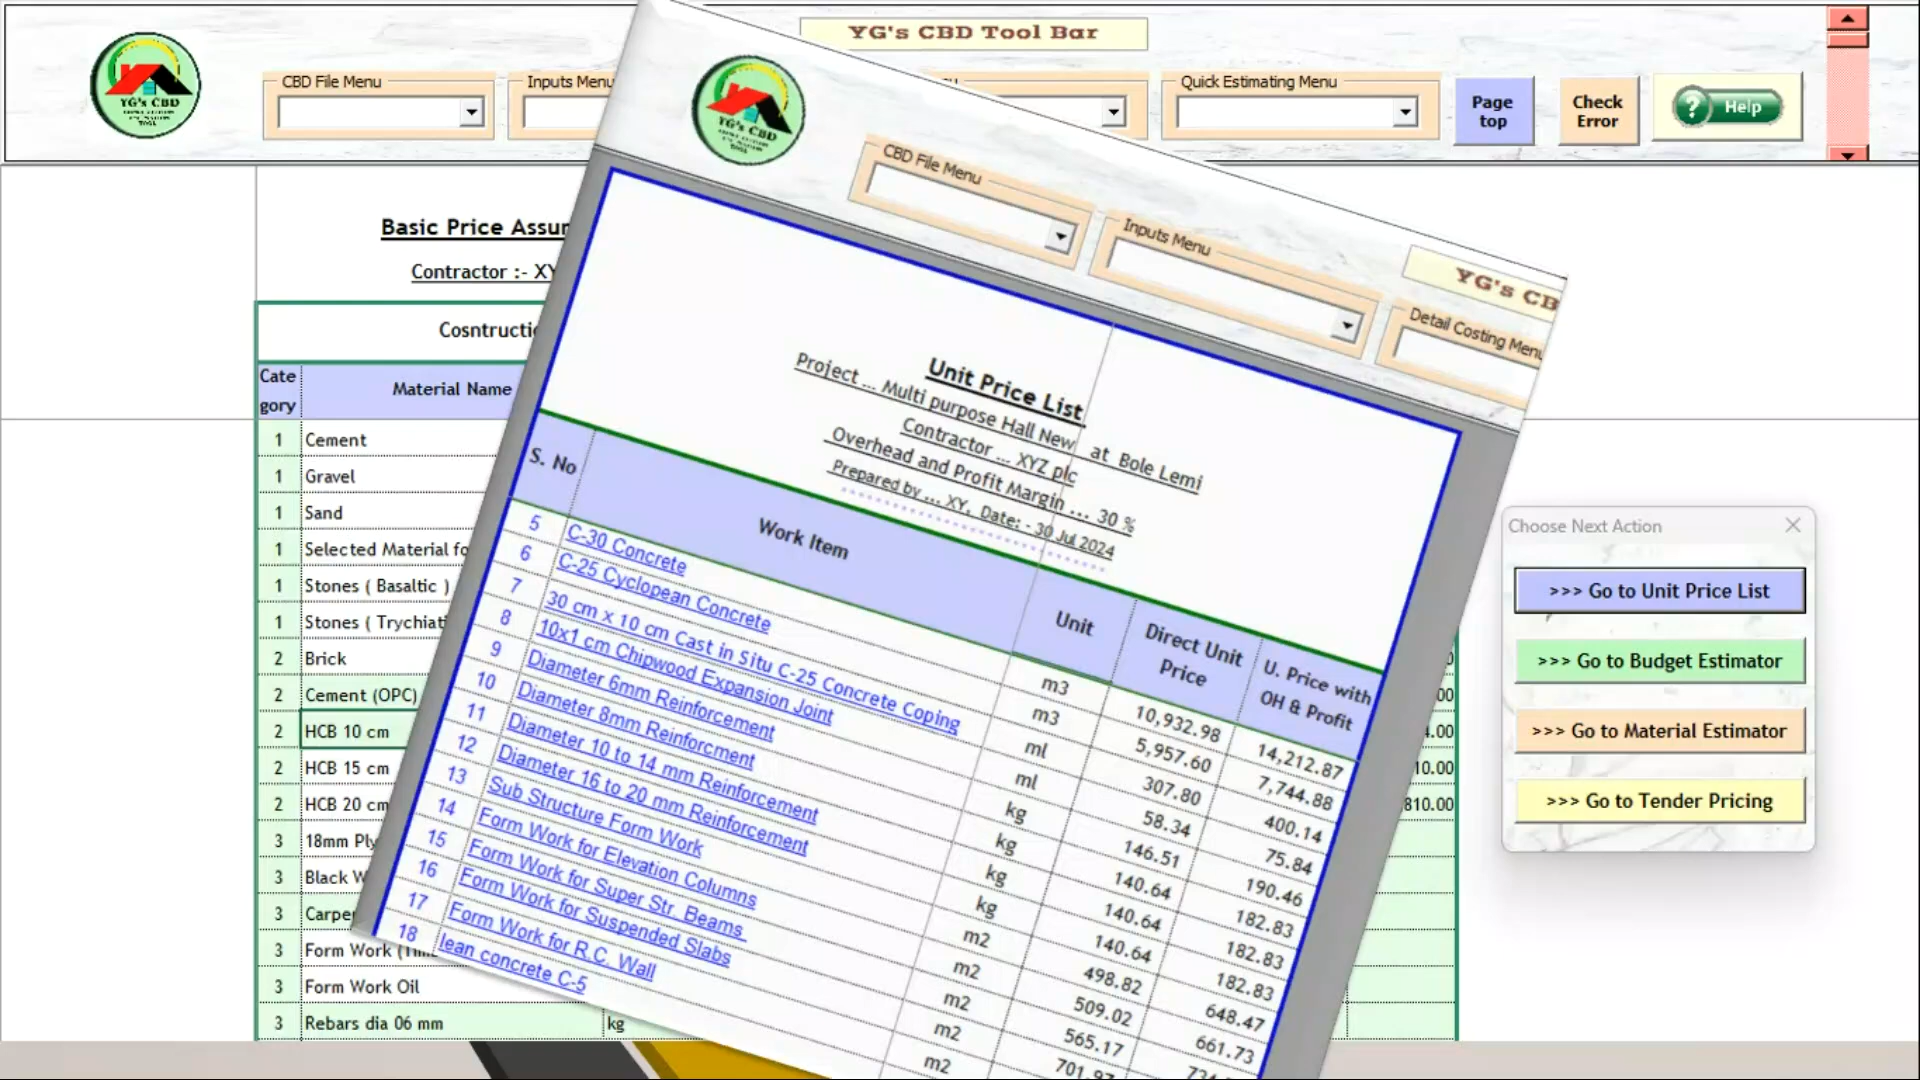 YG's CBD Tool Bar
YG's CBD
CBD File Menu
Inputs Menu
Quick Estimating Menu
Page top
Check Error
? Help
Basic Price Assum
Contractor :- XY
Cosntructio
Cate gory
Material Name
1 Cement
1 Gravel
1 Sand
1 Selected Material fo
1 Stones ( Basaltic )
1 Stones ( Trychiat
2 Brick
2 Cement (OPC)
2 HCB 10 cm
2 HCB 15 cm
2 HCB 20 cm
3 18mm Ply
3 Black W
3 Carpe
3 Form Work
3 Form Work Oil
3 Rebars dia 06 mm kg
YG's CBD
CBD File Menu
Inputs Menu
YG's CB
Detail Costing Menu
Unit Price List
Project ... Multi purpose Hall New at Bole Lemi
Contractor ... XYZ plc
Overhead and Profit Margin ... 30 %
Prepared by ... XY, Date: - 30 Jul 2024
S. No
Work Item
Unit
Direct Unit Price
U. Price with OH & Profit
5 C-30 Concrete m3 10,932.98 14,212.87
6 C-25 Cyclopean Concrete m3 5,957.60 7,744.88
7 30 cm x 10 cm Cast in Situ C-25 Concrete Coping ml 307.80 400.14
8 10x1 cm Chipwood Expansion Joint ml 58.34 75.84
9 Diameter 6mm Reinforcement kg 146.51 190.46
10 Diameter 8mm Reinforcment kg 140.64 182.83
11 Diameter 10 to 14 mm Reinforcement kg 140.64 182.83
12 Diameter 16 to 20 mm Reinforcement kg 140.64 182.83
13 Sub Structure Form Work m2 498.82 648.47
14 Form Work for Elevation Columns m2 509.02 661.73
15 Form Work for Super Str. Beams m2 565.17
16 Form Work for Suspended Slabs m2
17 Form Work for R.C. Wall m2
18 lean concrete C-5
10.00
810.00
Choose Next Action
>>> Go to Unit Price List
>>> Go to Budget Estimator
>>> Go to Material Estimator
>>> Go to Tender Pricing